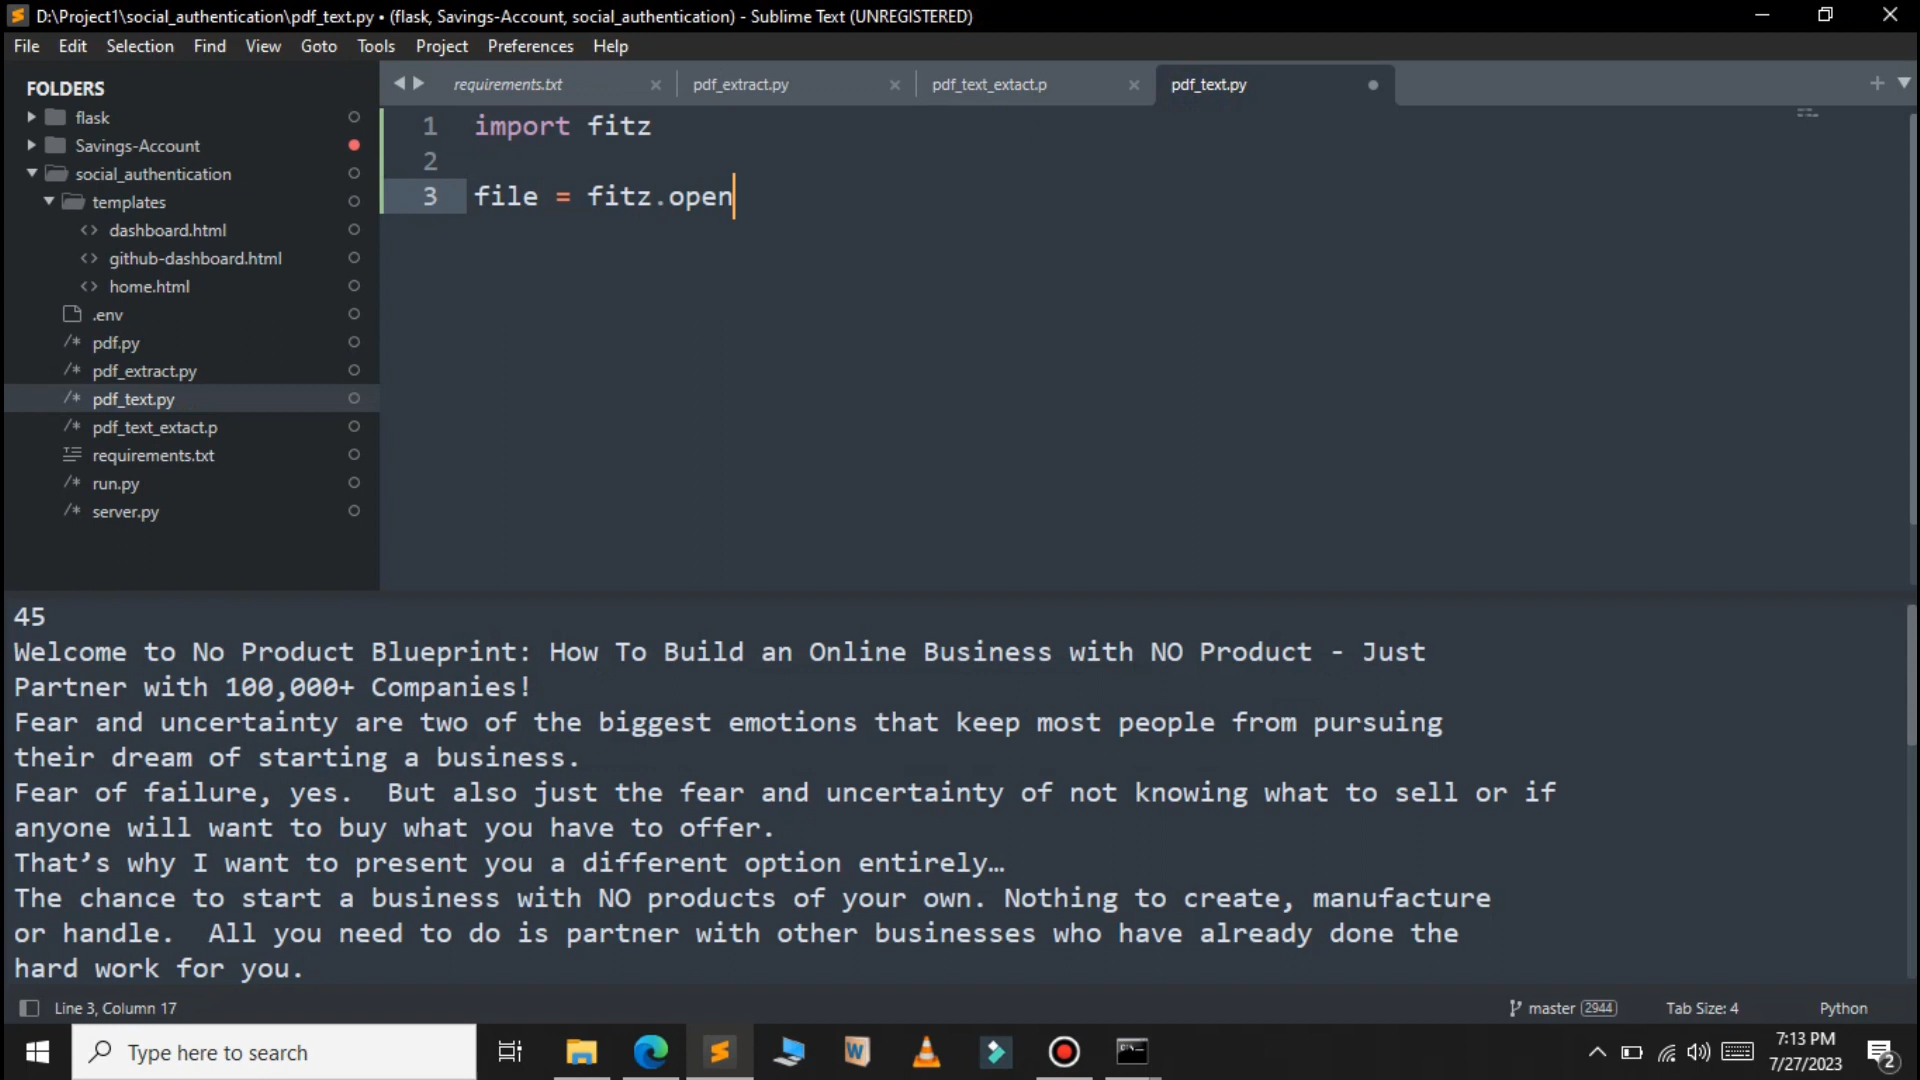 D:\Project1\social_authentication\pdf_text.py • (flask, Savings-Account, social_authentication) - Sublime Text (UNREGISTERED)
File Edit Selection Find View Goto Tools Project Preferences Help
FOLDERS
flask
Savings-Account
social_authentication
templates
<> dashboard.html
<> github-dashboard.html
<> home.html
.env
/* pdf.py
/* pdf_extract.py
/* pdf_text.py
/* pdf_text_extact.p
requirements.txt
/* run.py
/* server.py
requirements.txt pdf_extract.py pdf_text_extact.p pdf_text.py
1 import fitz
2
3 file = fitz.open
45
Welcome to No Product Blueprint: How To Build an Online Business with NO Product - Just
Partner with 100,000+ Companies!
Fear and uncertainty are two of the biggest emotions that keep most people from pursuing
their dream of starting a business.
Fear of failure, yes.  But also just the fear and uncertainty of not knowing what to sell or if
anyone will want to buy what you have to offer.
That’s why I want to present you a different option entirely…
The chance to start a business with NO products of your own. Nothing to create, manufacture
or handle.  All you need to do is partner with other businesses who have already done the
hard work for you.
Line 3, Column 17 master 2944 Tab Size: 4 Python
Type here to search
W
7:13 PM
7/27/2023
2